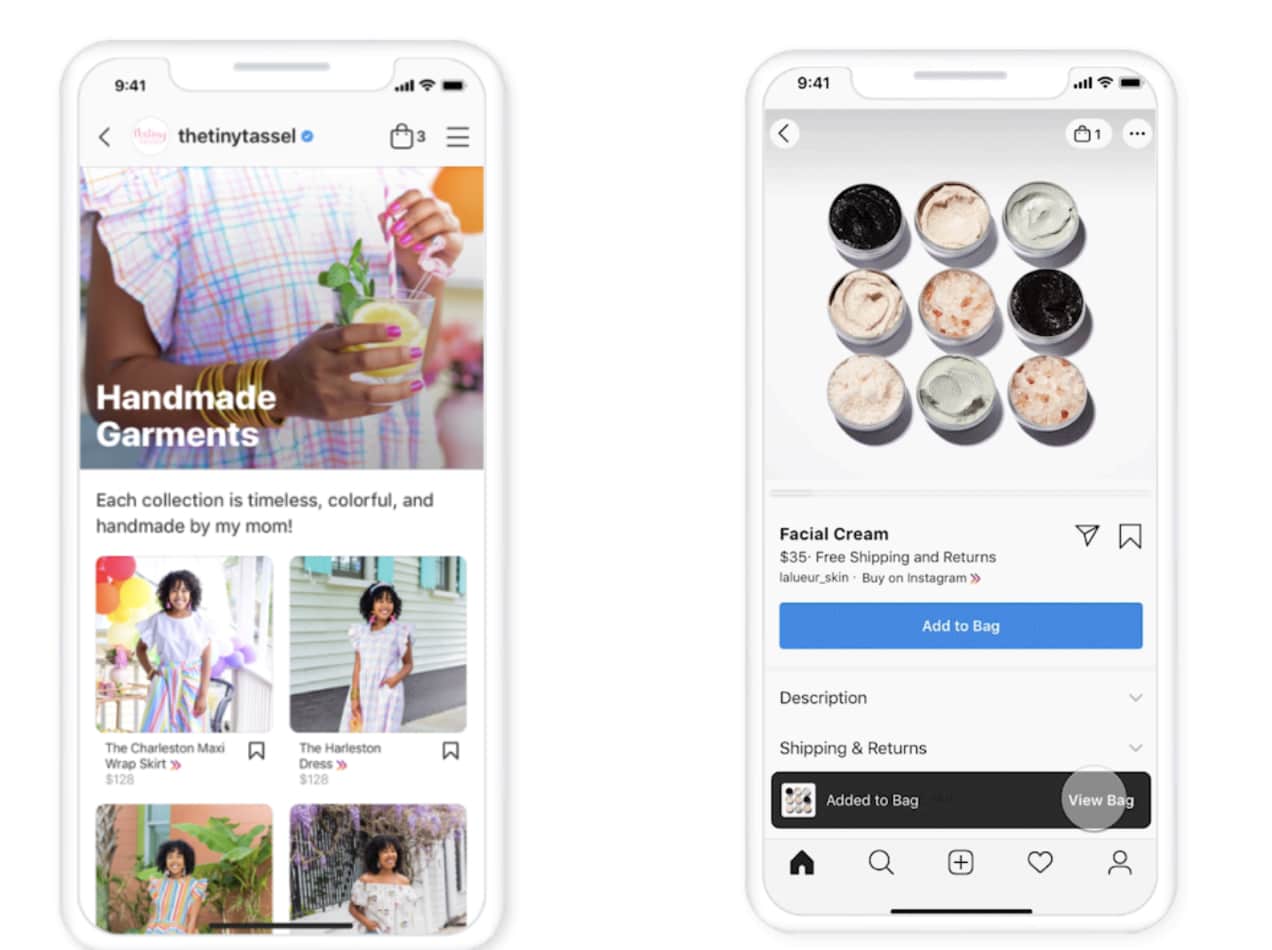 9:41
thetinytassel
3
Handmade
Garments
Each collection is timeless, colorful, and
handmade by my mom!
The Charleston Maxi
Wrap Skirt
$128
The Harleston
Dress
$128
9:41
1
Facial Cream
$35· Free Shipping and Returns
lalueur_skin · Buy on Instagram
Add to Bag
Description
Shipping & Returns
Added to Bag
View Bag